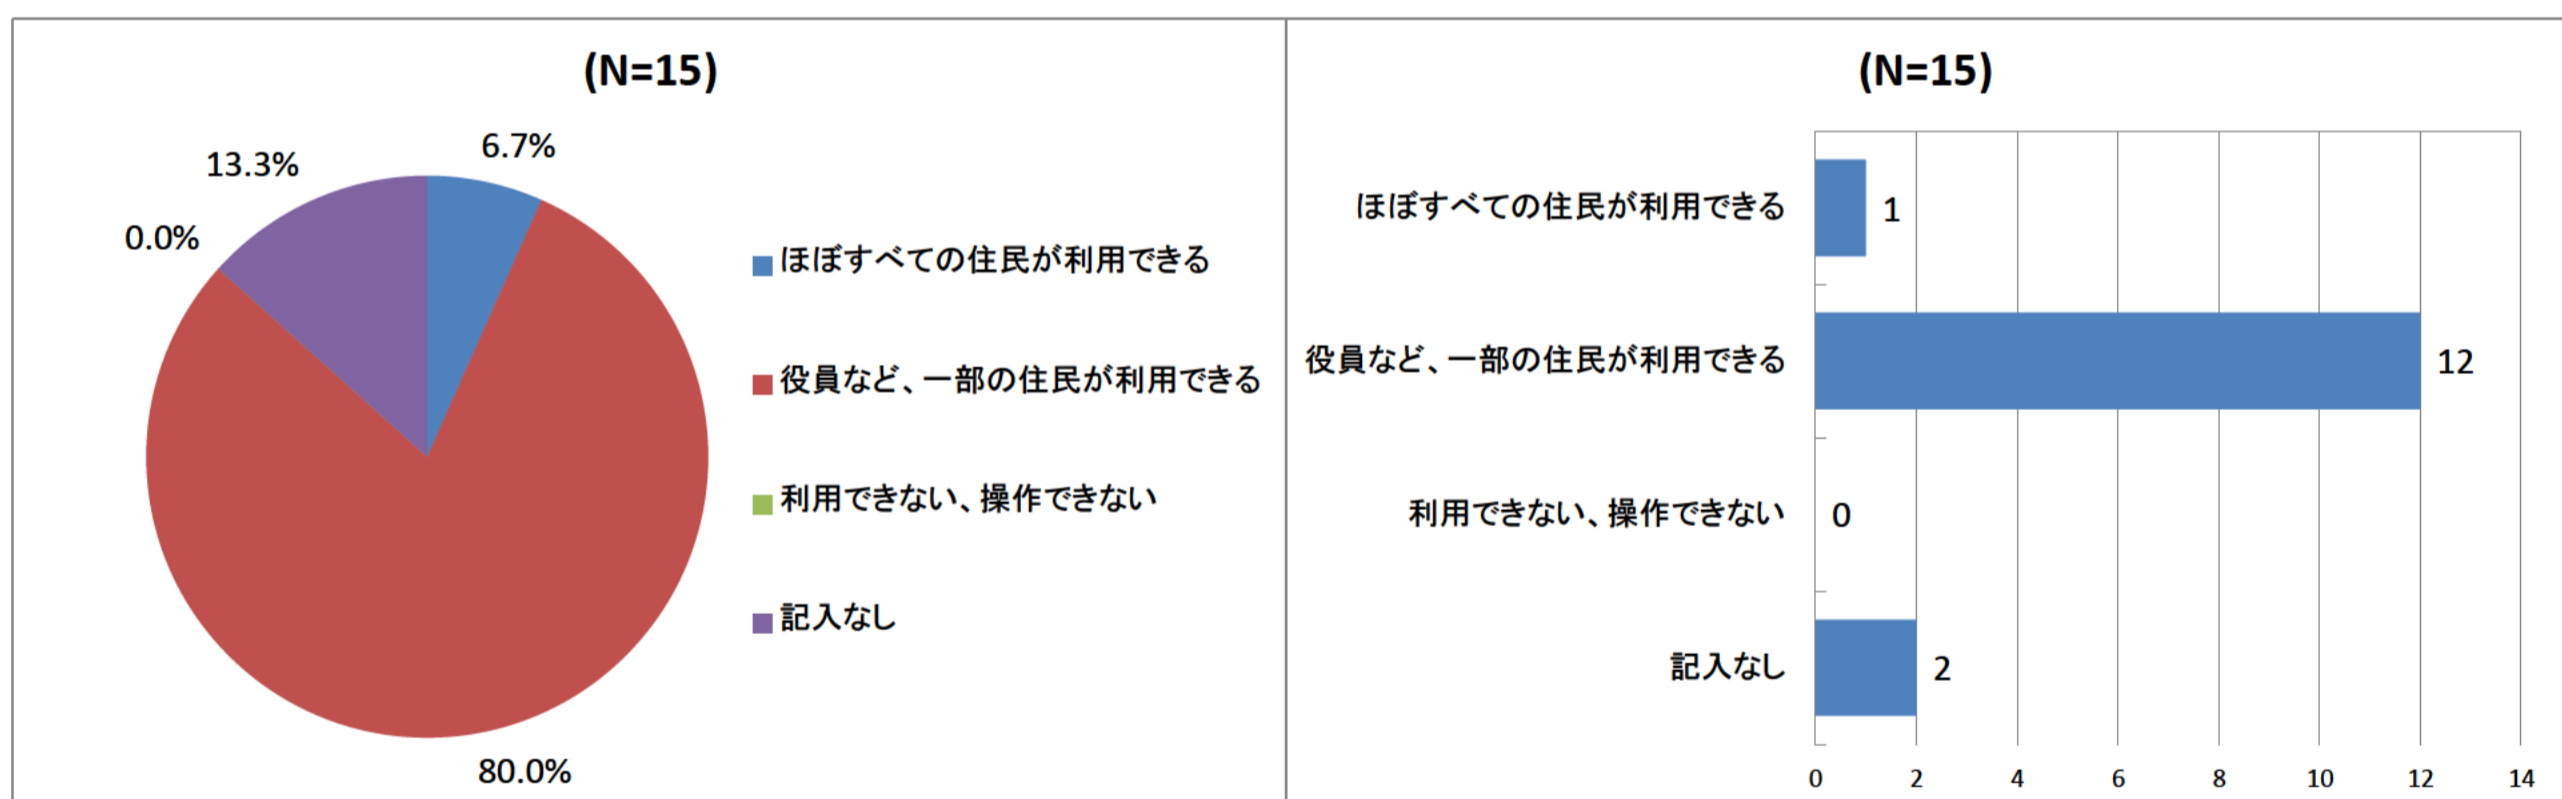 (N=15)
6.7%
13.3%
0.0%
80.0%
ほぼすべての住民が利用できる
役員など、一部の住民が利用できる
利用できない、操作できない
記入なし
(N=15)
ほぼすべての住民が利用できる 1
役員など、一部の住民が利用できる 12
利用できない、操作できない 0
記入なし 2
0 2 4 6 8 10 12 14